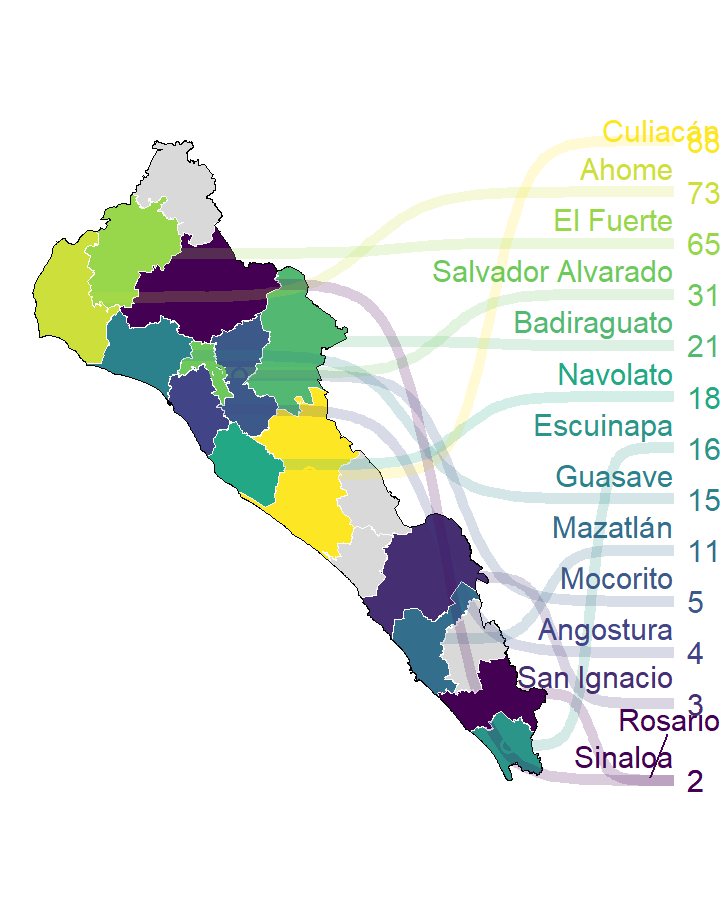 Culiacán
Ahome
73
El Fuerte
65
Salvador Alvarado
31
Badiraguato
21
Navolato
18
Escuinapa
16
Guasave
15
Mazatlán
11
Mocorito
5
Angostura
4
San Ignacio
3
Rosario
Sinaloa
2